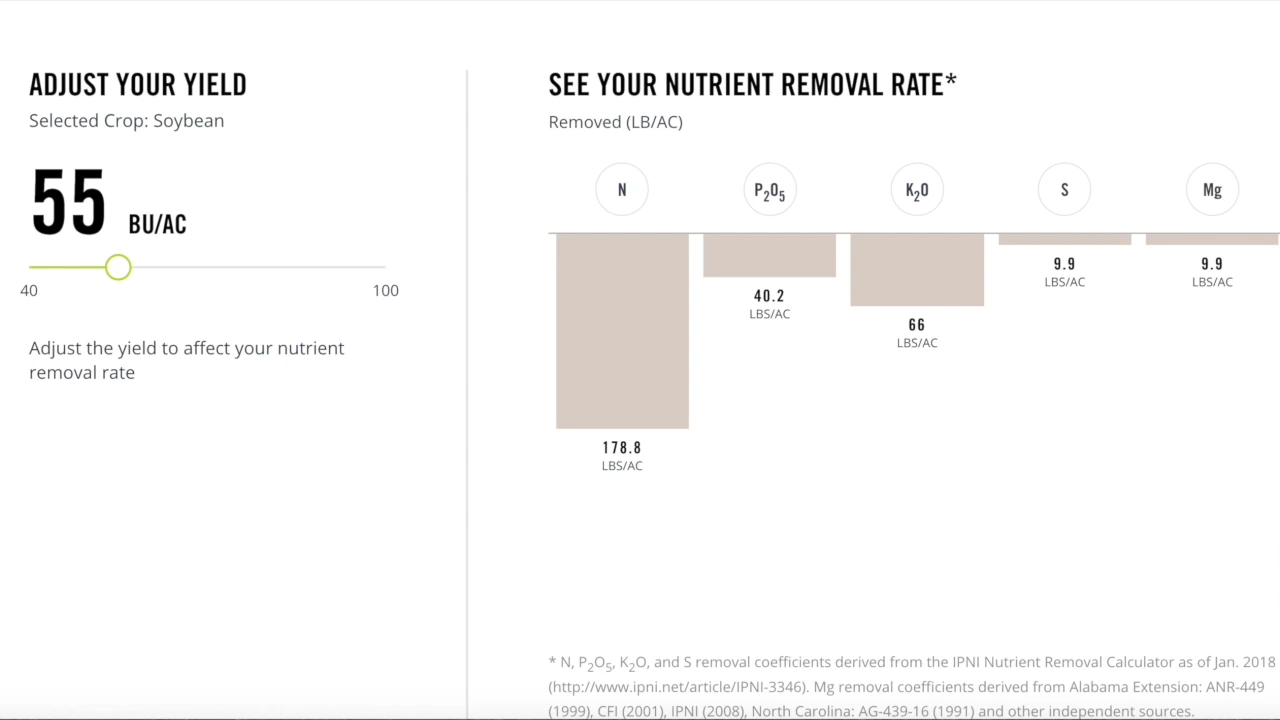 ADJUST YOUR YIELD
Selected Crop: Soybean
55 BU/AC
40 100
Adjust the yield to affect your nutrient
removal rate
SEE YOUR NUTRIENT REMOVAL RATE*
Removed (LB/AC)
N P₂O₅ K₂O S Mg
178.8
LBS/AC
40.2
LBS/AC
66
LBS/AC
9.9
LBS/AC
9.9
LBS/AC
* N, P₂O₅, K₂O, and S removal coefficients derived from the IPNI Nutrient Removal Calculator as of Jan. 2018
(http://www.ipni.net/article/IPNI-3346). Mg removal coefficients derived from Alabama Extension: ANR-449
(1999), CFI (2001), IPNI (2008), North Carolina: AG-439-16 (1991) and other independent sources.